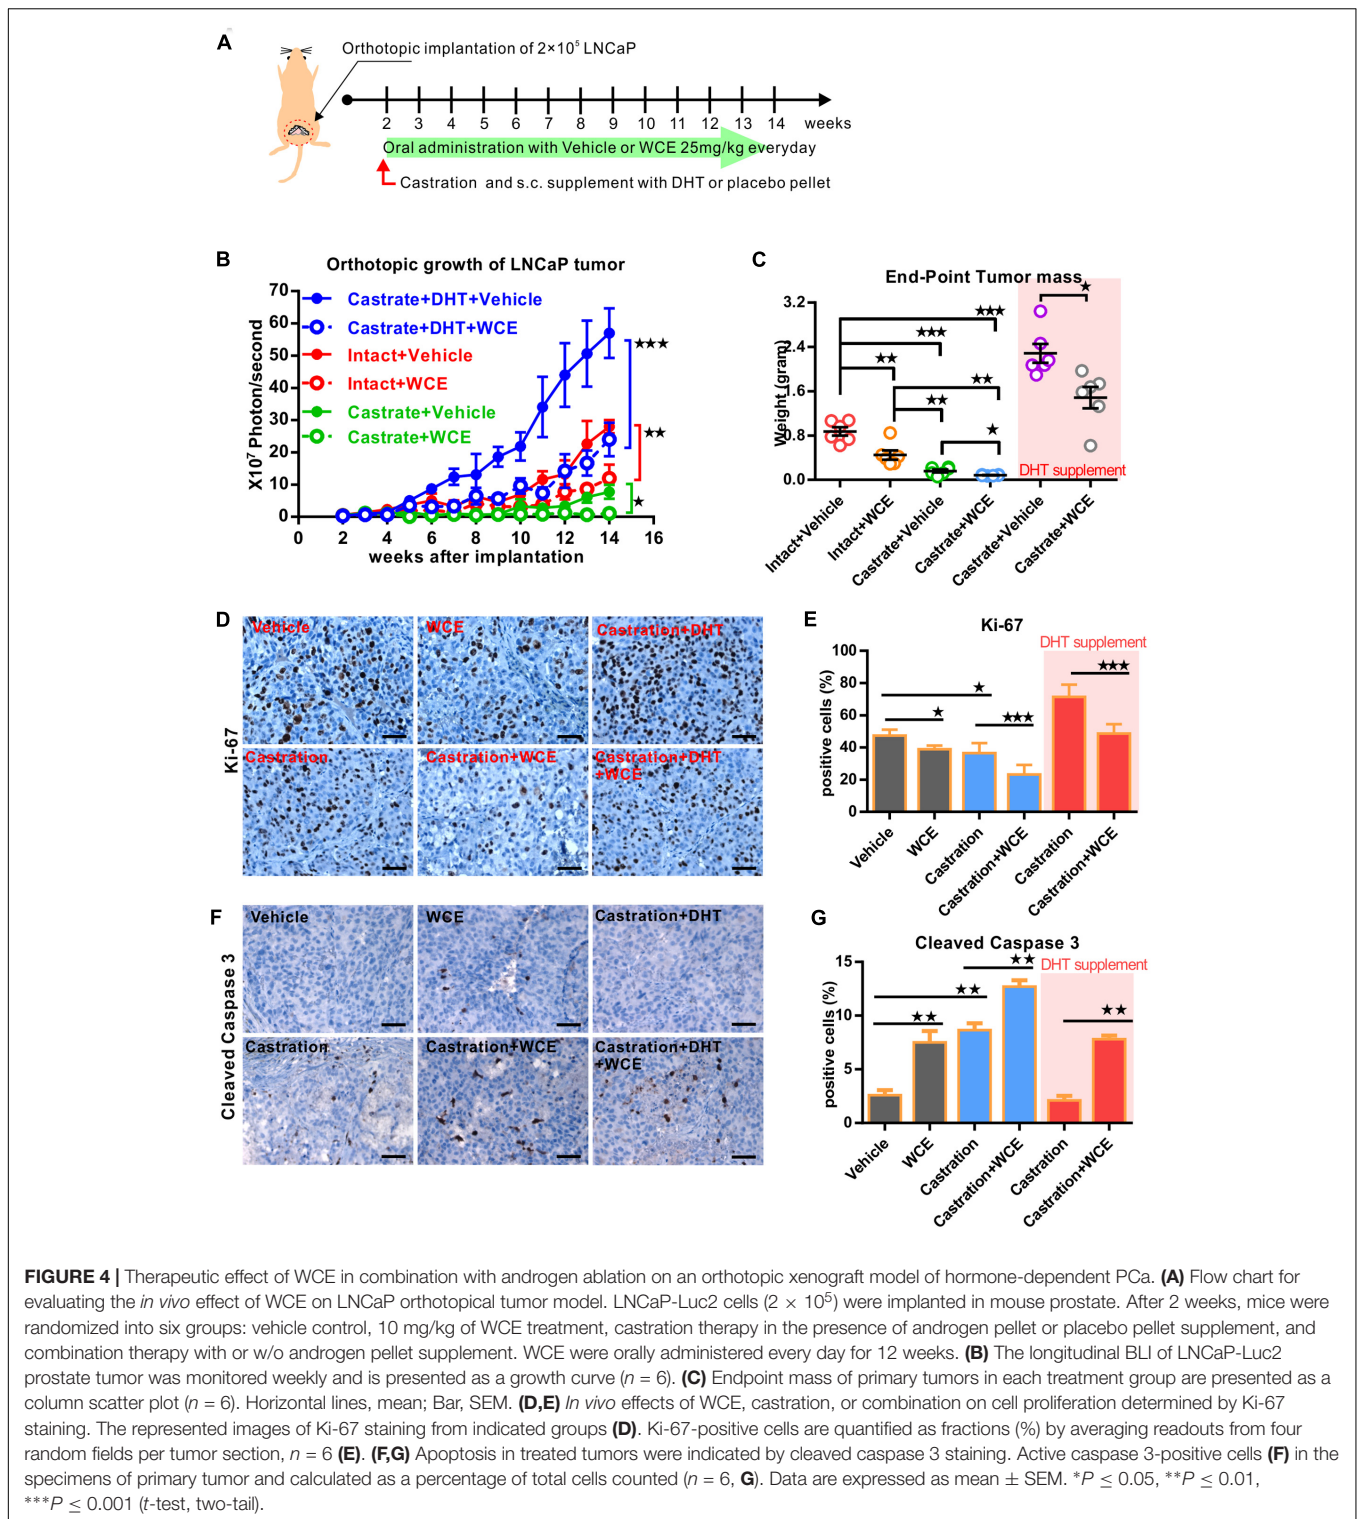 A
Orthotopic implantation of 2×10⁵ LNCaP
2 3 4 5 6 7 8 9 10 11 12 13 14 weeks
Oral administration with Vehicle or WCE 25mg/kg everyday
Castration and s.c. supplement with DHT or placebo pellet
B
Orthotopic growth of LNCaP tumor
X10⁷ Photon/second
70
60
50
40
30
20
10
0
Castrate+DHT+Vehicle
Castrate+DHT+WCE
Intact+Vehicle
Intact+WCE
Castrate+Vehicle
Castrate+WCE
★★★
★★
★
0 2 4 6 8 10 12 14 16
weeks after implantation
C
End-Point Tumor mass
Weight (gram)
3.2
2.4
1.6
0.8
0.0
★★★
★★★
★★
★★
★★
★
★
DHT supplement
Intact+Vehicle
Intact+WCE
Castrate+Vehicle
Castrate+WCE
Castrate+Vehicle
Castrate+WCE
D
Ki-67
Vehicle
WCE
Castration+DHT
Castration
Castration+WCE
Castration+DHT
+WCE
E
Ki-67
DHT supplement
positive cells (%)
100
80
60
40
20
0
★
★
★★★
★★★
Vehicle
WCE
Castration
Castration+WCE
Castration
Castration+WCE
F
Cleaved Caspase 3
Vehicle
WCE
Castration+DHT
Castration
Castration+WCE
Castration+DHT
+WCE
G
Cleaved Caspase 3
DHT supplement
positive cells (%)
15
10
5
0
★★
★★
★★
★★
Vehicle
WCE
Castration
Castration+WCE
Castration
Castration+WCE
FIGURE 4 | Therapeutic effect of WCE in combination with androgen ablation on an orthotopic xenograft model of hormone-dependent PCa. (A) Flow chart for
evaluating the in vivo effect of WCE on LNCaP orthotopical tumor model. LNCaP-Luc2 cells (2 × 10⁵) were implanted in mouse prostate. After 2 weeks, mice were
randomized into six groups: vehicle control, 10 mg/kg of WCE treatment, castration therapy in the presence of androgen pellet or placebo pellet supplement, and
combination therapy with or w/o androgen pellet supplement. WCE were orally administered every day for 12 weeks. (B) The longitudinal BLI of LNCaP-Luc2
prostate tumor was monitored weekly and is presented as a growth curve (n = 6). (C) Endpoint mass of primary tumors in each treatment group are presented as a
column scatter plot (n = 6). Horizontal lines, mean; Bar, SEM. (D,E) In vivo effects of WCE, castration, or combination on cell proliferation determined by Ki-67
staining. The represented images of Ki-67 staining from indicated groups (D). Ki-67-positive cells are quantified as fractions (%) by averaging readouts from four
random fields per tumor section, n = 6 (E). (F,G) Apoptosis in treated tumors were indicated by cleaved caspase 3 staining. Active caspase 3-positive cells (F) in the
specimens of primary tumor and calculated as a percentage of total cells counted (n = 6, G). Data are expressed as mean ± SEM. *P ≤ 0.05, **P ≤ 0.01,
***P ≤ 0.001 (t-test, two-tail).